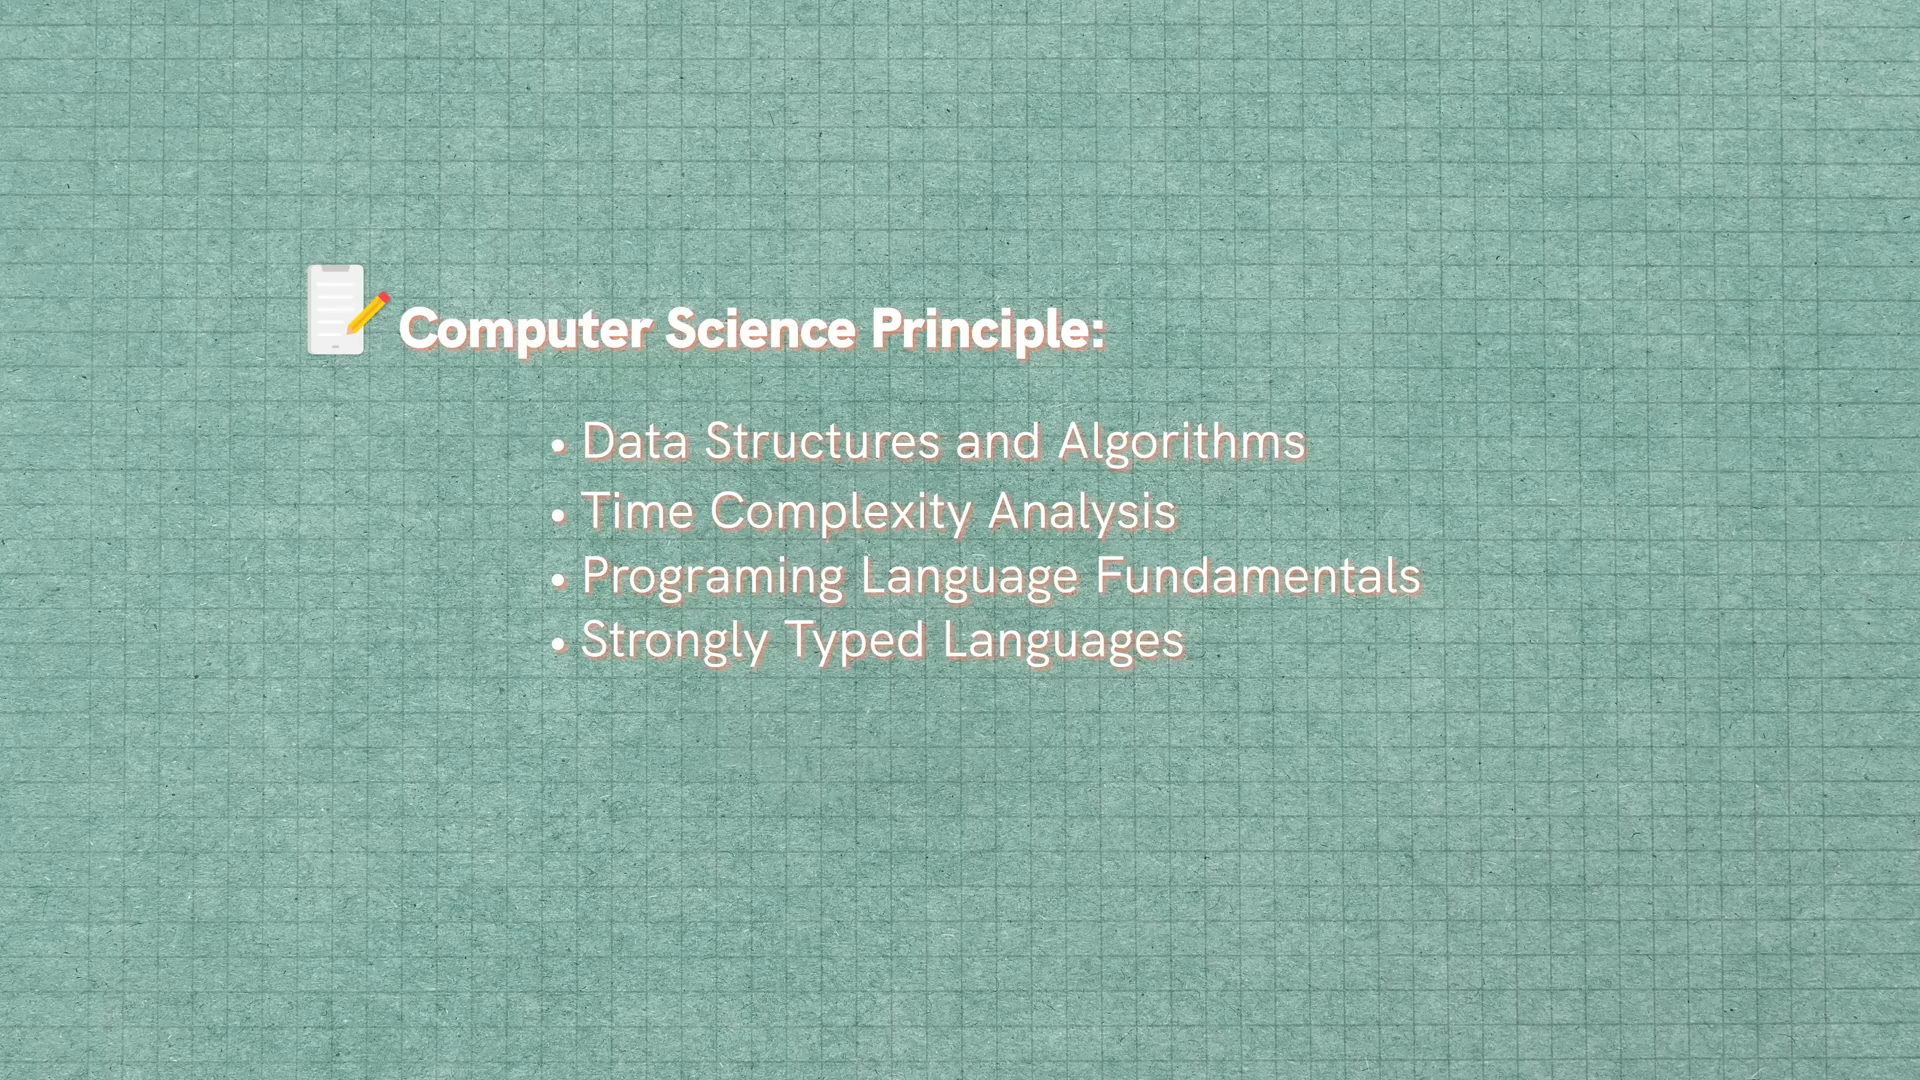 Computer Science Principle:
• Data Structures and Algorithms
• Time Complexity Analysis
• Programing Language Fundamentals
• Strongly Typed Languages